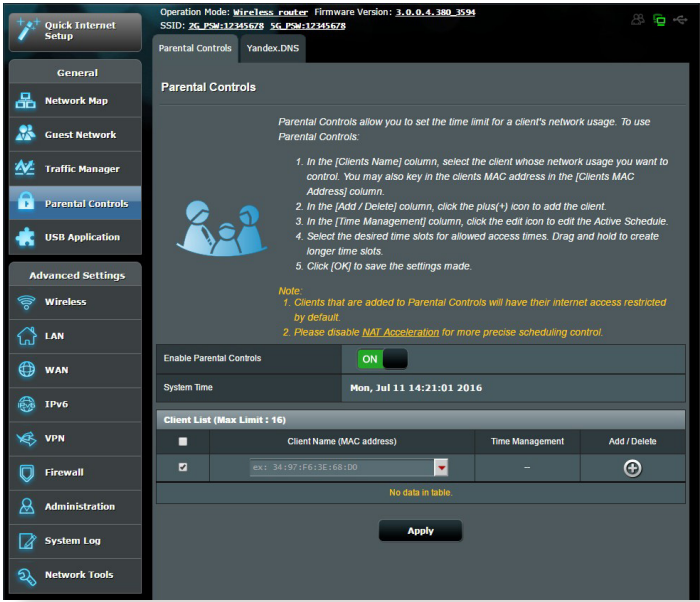 Operation Mode: Wireless router Firmware Version: 3.0.0.4.380_3594
SSID: 2G_PSW:12345678 5G_PSW:12345678
Quick Internet
Setup
General
Network Map
Guest Network
Traffic Manager
Parental Controls
USB Application
Advanced Settings
Wireless
LAN
WAN
IPv6
VPN
Firewall
Administration
System Log
Network Tools
Parental Controls Yandex.DNS
Parental Controls
Parental Controls allow you to set the time limit for a client's network usage. To use
Parental Controls:
1. In the [Clients Name] column, select the client whose network usage you want to
control. You may also key in the clients MAC address in the [Clients MAC
Address] column.
2. In the [Add / Delete] column, click the plus(+) icon to add the client.
3. In the [Time Management] column, click the edit icon to edit the Active Schedule.
4. Select the desired time slots for allowed access times. Drag and hold to create
longer time slots.
5. Click [OK] to save the settings made.
Note:
1. Clients that are added to Parental Controls will have their internet access restricted
by default.
2. Please disable NAT Acceleration for more precise scheduling control.
Enable Parental Controls ON
System Time Mon, Jul 11 14:21:01 2016
Client List (Max Limit : 16)
Client Name (MAC address) Time Management Add / Delete
ex: 34:97:F6:3E:68:D0 --
No data in table.
Apply